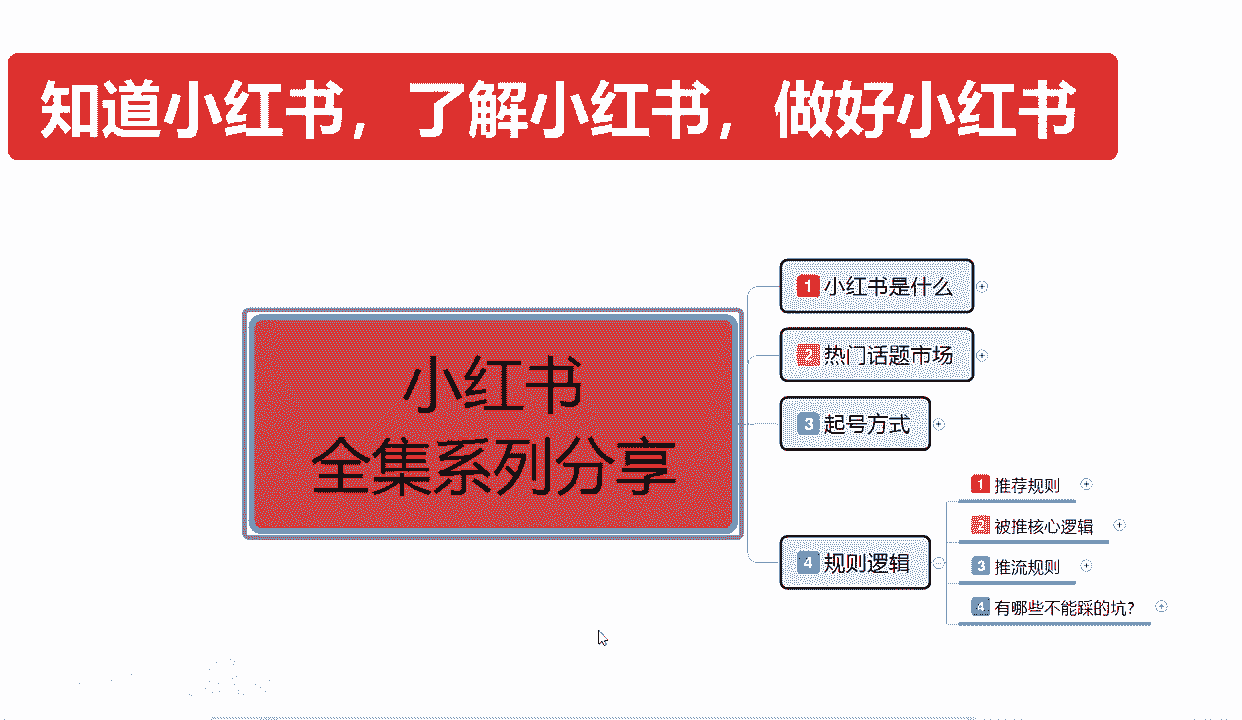 知道小红书，了解小红书，做好小红书
小红书
全集系列分享
1 小红书是什么
2 热门话题市场
3 起号方式
4 规则逻辑
1 推荐规则
2 被推核心逻辑
3 推流规则
4 有哪些不能踩的坑?